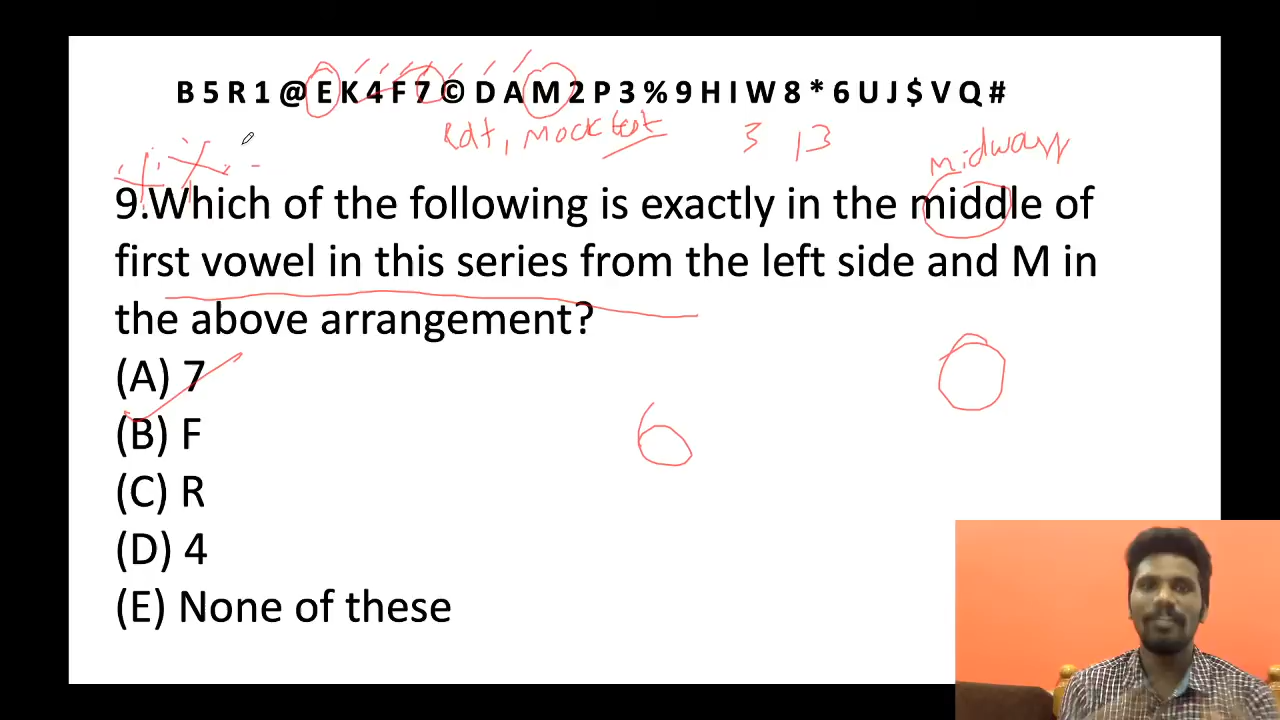 B 5 R 1 @ E K 4 F 7 © D A M 2 P 3 % 9 H I W 8 * 6 U J $ V Q #
Rdt, Mock test 3 13
midway
9.Which of the following is exactly in the middle of
first vowel in this series from the left side and M in
the above arrangement?
(A) 7
(B) F
6
(C) R
(D) 4
(E) None of these